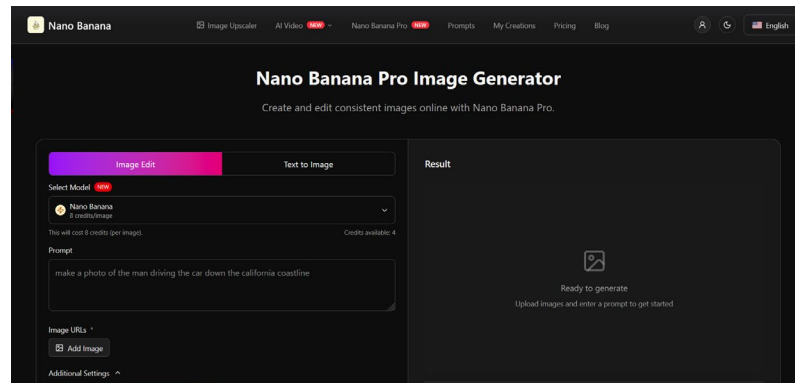 Nano Banana
Image Upscaler
AI Video NEW
Nano Banana Pro NEW
Prompts
My Creations
Pricing
Blog
English
Nano Banana Pro Image Generator
Create and edit consistent images online with Nano Banana Pro.
Image Edit
Text to Image
Select Model NEW
Nano Banana
8 credits/image
This will cost 8 credits (per image).
Credits available: 4
Prompt
make a photo of the man driving the car down the california coastline
Image URLs *
Add Image
Additional Settings
Result
Ready to generate
Upload images and enter a prompt to get started